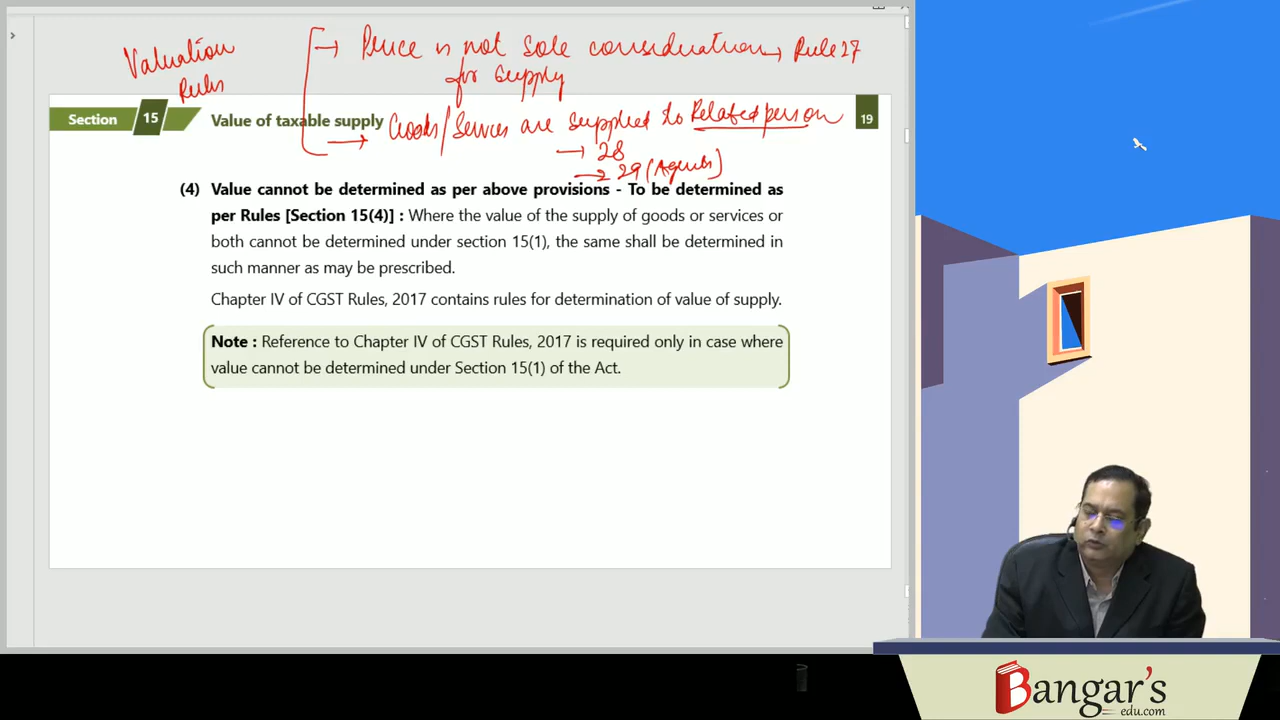 Valuation
Rules
→ Price is not sole consideration → Rule 27
for supply
Section 15 Value of taxable supply
→ Goods/Services are supplied to Related person
19
→ 28
→ 29 (Agents)
(4) Value cannot be determined as per above provisions - To be determined as
per Rules [Section 15(4)] : Where the value of the supply of goods or services or
both cannot be determined under section 15(1), the same shall be determined in
such manner as may be prescribed.
Chapter IV of CGST Rules, 2017 contains rules for determination of value of supply.
Note : Reference to Chapter IV of CGST Rules, 2017 is required only in case where
value cannot be determined under Section 15(1) of the Act.
Bangar's
edu.com